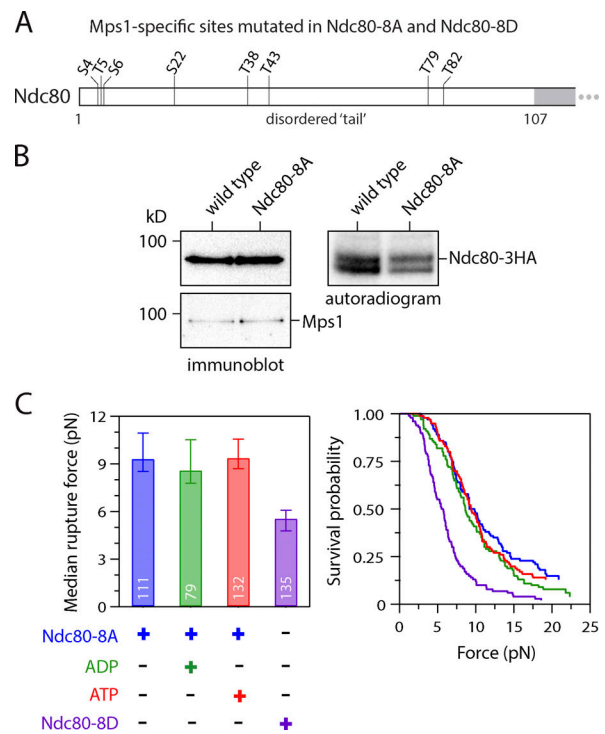 A
Mps1-specific sites mutated in Ndc80-8A and Ndc80-8D
S4 T5 S6 S22 T38 T43 T79 T82
Ndc80
1 disordered ‘tail’ 107
B
wild type Ndc80-8A wild type Ndc80-8A
kD
100
Ndc80-3HA
autoradiogram
100
Mps1
immunoblot
C
Median rupture force (pN)
12
9
6
3
0
111 79 132 135
Ndc80-8A + + + –
ADP – + – –
ATP – – + –
Ndc80-8D – – – +
Survival probability
1.00
0.75
0.50
0.25
0
0 5 10 15 20 25
Force (pN)